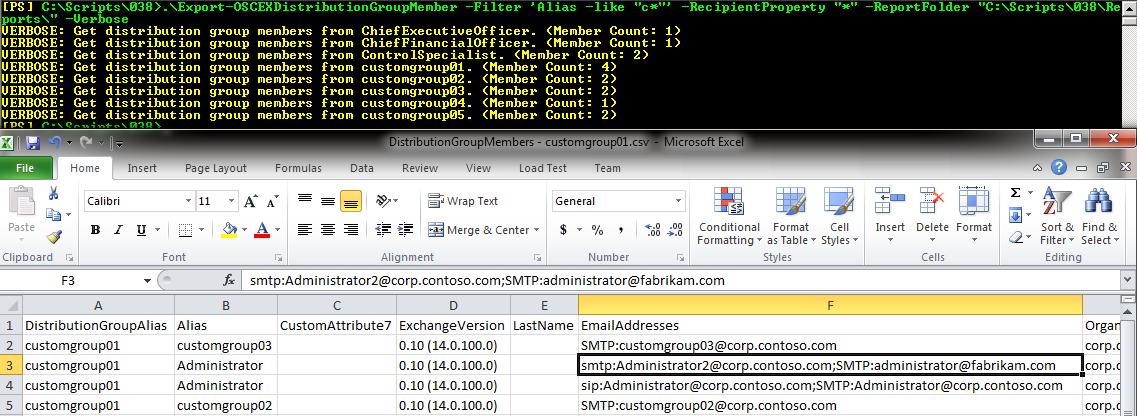 [PS] C:\Scripts\038>.\Export-OSCEXDistributionGroupMember -Filter 'Alias -like "c*"' -RecipientProperty "*" -ReportFolder "C:\Scripts\038\Re
ports\" -Verbose
VERBOSE: Get distribution group members from ChiefExecutiveOfficer. (Member Count: 1)
VERBOSE: Get distribution group members from ChiefFinancialOfficer. (Member Count: 1)
VERBOSE: Get distribution group members from ControlSpecialist. (Member Count: 2)
VERBOSE: Get distribution group members from customgroup01. (Member Count: 4)
VERBOSE: Get distribution group members from customgroup02. (Member Count: 2)
VERBOSE: Get distribution group members from customgroup03. (Member Count: 2)
VERBOSE: Get distribution group members from customgroup04. (Member Count: 1)
VERBOSE: Get distribution group members from customgroup05. (Member Count: 2)
[PS] C:\Scripts\038>
DistributionGroupMembers - customgroup01.csv - Microsoft Excel
File Home Insert Page Layout Formulas Data Review View Load Test Team
Paste Calibri 11 Wrap Text General Conditional Formatting Format as Table Cell Styles Insert Delete Format Sort & Filter Find & Select
B I U A Merge & Center $ % ,
Clipboard Font Alignment Number Styles Cells Editing
F3 fx smtp:Administrator2@corp.contoso.com;SMTP:administrator@fabrikam.com
A B C D E F
1 DistributionGroupAlias Alias CustomAttribute7 ExchangeVersion LastName EmailAddresses Organ
2 customgroup01 customgroup03 0.10 (14.0.100.0) SMTP:customgroup03@corp.contoso.com corp.c
3 customgroup01 Administrator 0.10 (14.0.100.0) smtp:Administrator2@corp.contoso.com;SMTP:administrator@fabrikam.com corp.c
4 customgroup01 Administrator 0.10 (14.0.100.0) sip:Administrator@corp.contoso.com;SMTP:Administrator@corp.contoso.com corp.c
5 customgroup01 customgroup02 0.10 (14.0.100.0) SMTP:customgroup02@corp.contoso.com corp.c